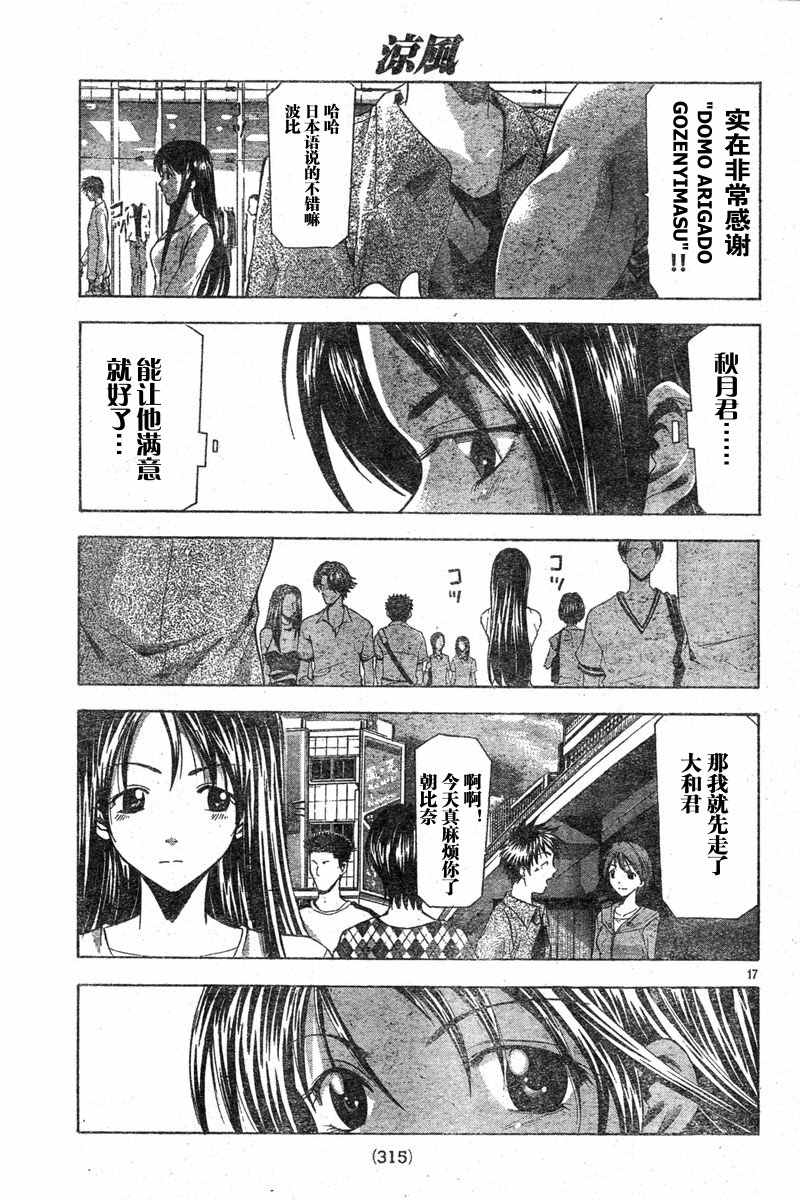 涼風
实在非常感谢
"DOMO ARIGADO
GOZENYIMASU"!!
哈哈
日本语说的不错嘛
波比
コツ
秋月君……
能让他满意
就好了…
コツ
コツ
那我就先走了
大和君
啊啊！
今天真麻烦你了
朝比奈
17
(315)